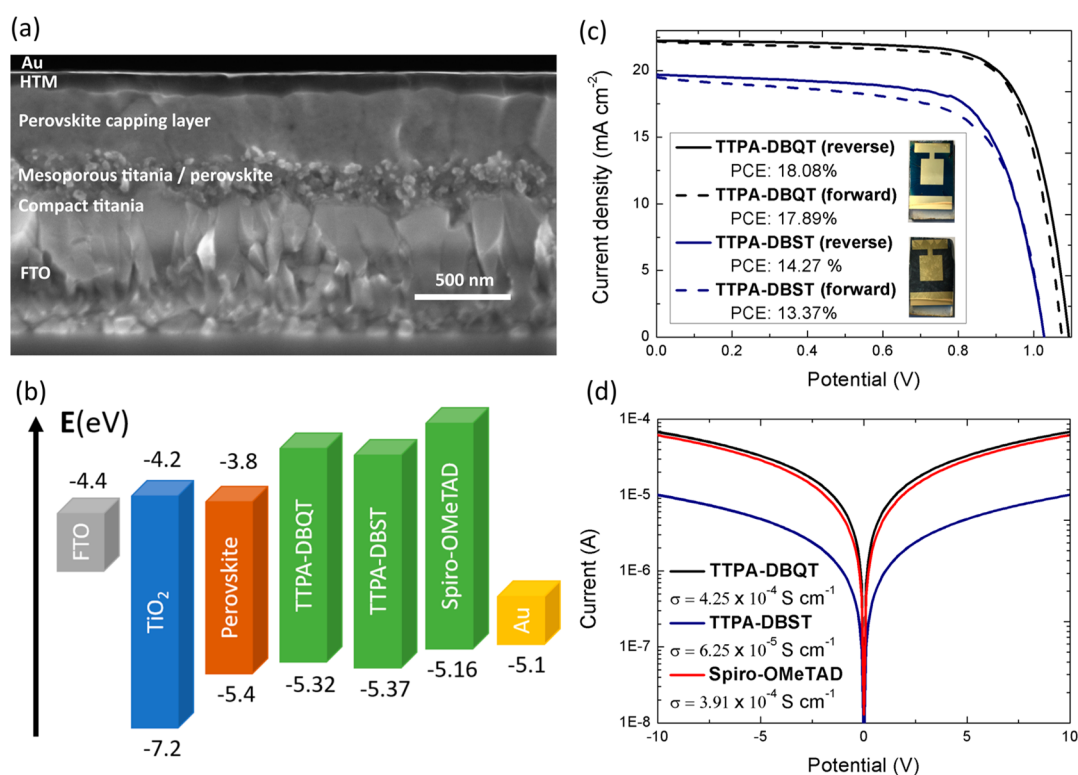 (a)
Au
HTM
Perovskite capping layer
Mesoporous titania / perovskite
Compact titania
FTO
500 nm
(b)
E(eV)
-4.4
-4.2
-3.8
FTO
TiO2
Perovskite
TTPA-DBQT
TTPA-DBST
Spiro-OMeTAD
Au
-7.2
-5.4
-5.32
-5.37
-5.16
-5.1
(c)
Current density (mA cm-2)
20
15
10
5
0
0.0 0.2 0.4 0.6 0.8 1.0
Potential (V)
TTPA-DBQT (reverse)
PCE: 18.08%
TTPA-DBQT (forward)
PCE: 17.89%
TTPA-DBST (reverse)
PCE: 14.27 %
TTPA-DBST (forward)
PCE: 13.37%
(d)
Current (A)
1E-4
1E-5
1E-6
1E-7
1E-8
-10 -5 0 5 10
Potential (V)
TTPA-DBQT
σ = 4.25 x 10-4 S cm-1
TTPA-DBST
σ = 6.25 x 10-5 S cm-1
Spiro-OMeTAD
σ = 3.91 x 10-4 S cm-1